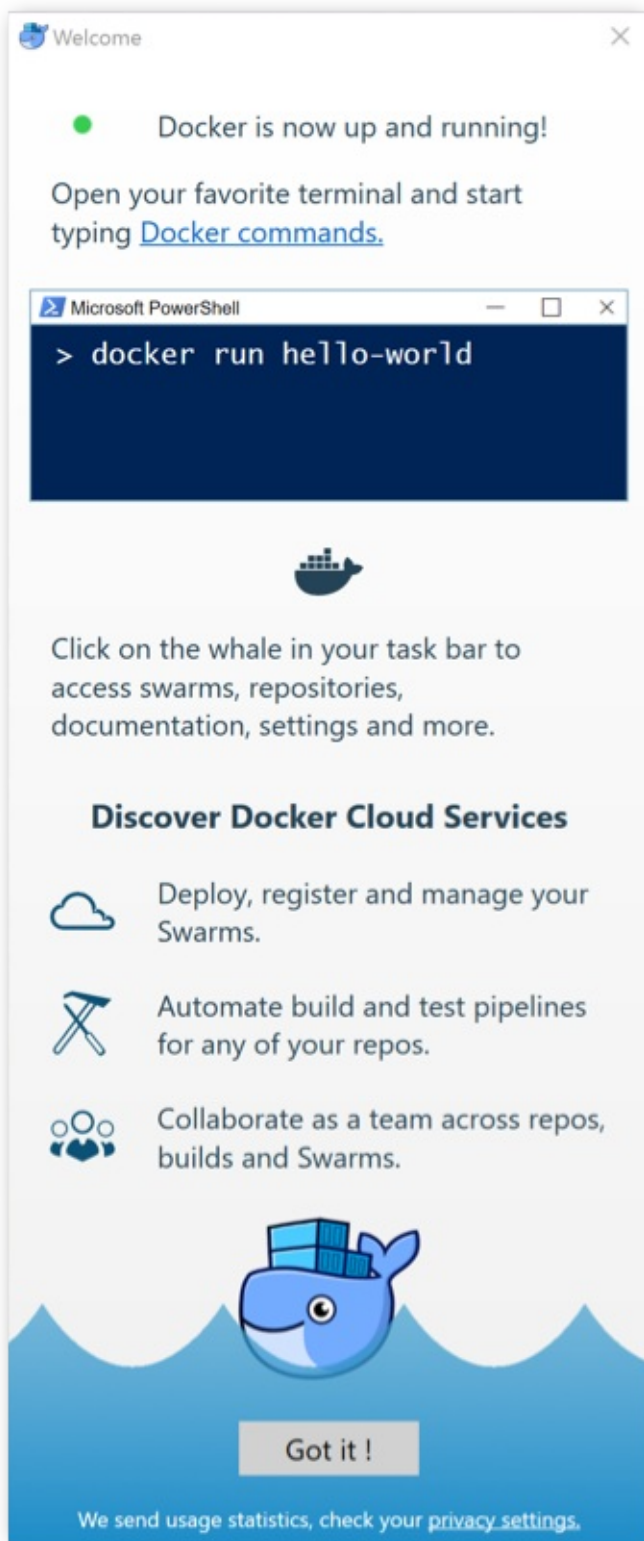 Welcome
Docker is now up and running!
Open your favorite terminal and start
typing Docker commands.
Microsoft PowerShell
> docker run hello-world
Click on the whale in your task bar to
access swarms, repositories,
documentation, settings and more.
Discover Docker Cloud Services
Deploy, register and manage your
Swarms.
Automate build and test pipelines
for any of your repos.
Collaborate as a team across repos,
builds and Swarms.
Got it !
We send usage statistics, check your privacy settings.